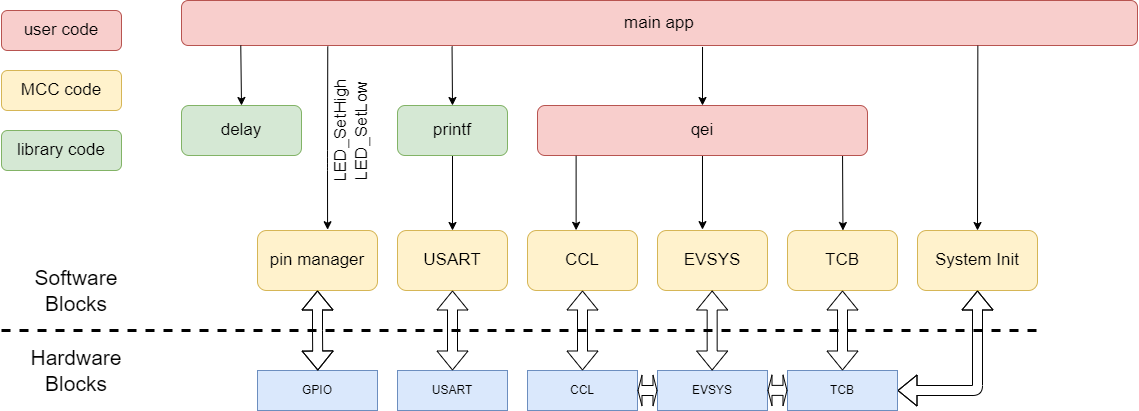 user code
main app
MCC code
LED_SetHigh
LED_SetLow
delay
printf
qei
library code
pin manager
USART
CCL
EVSYS
TCB
System Init
Software
Blocks
Hardware
Blocks
GPIO
USART
CCL
EVSYS
TCB